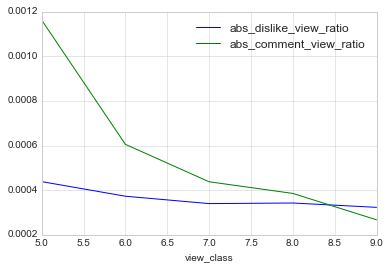 0.0012
0.0010
0.0008
0.0006
0.0004
0.0002
abs_dislike_view_ratio
abs_comment_view_ratio
5.0 5.5 6.0 6.5 7.0 7.5 8.0 8.5 9.0
view_class